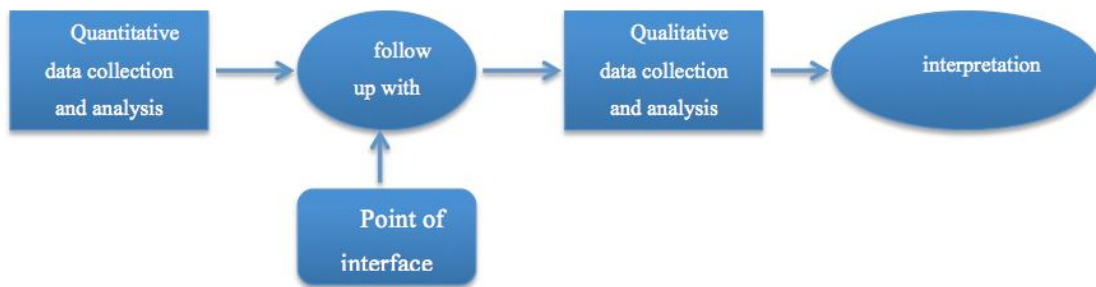 Quantitative
data collection
and analysis
follow
up with
Qualitative
data collection
and analysis
interpretation
Point of
interface